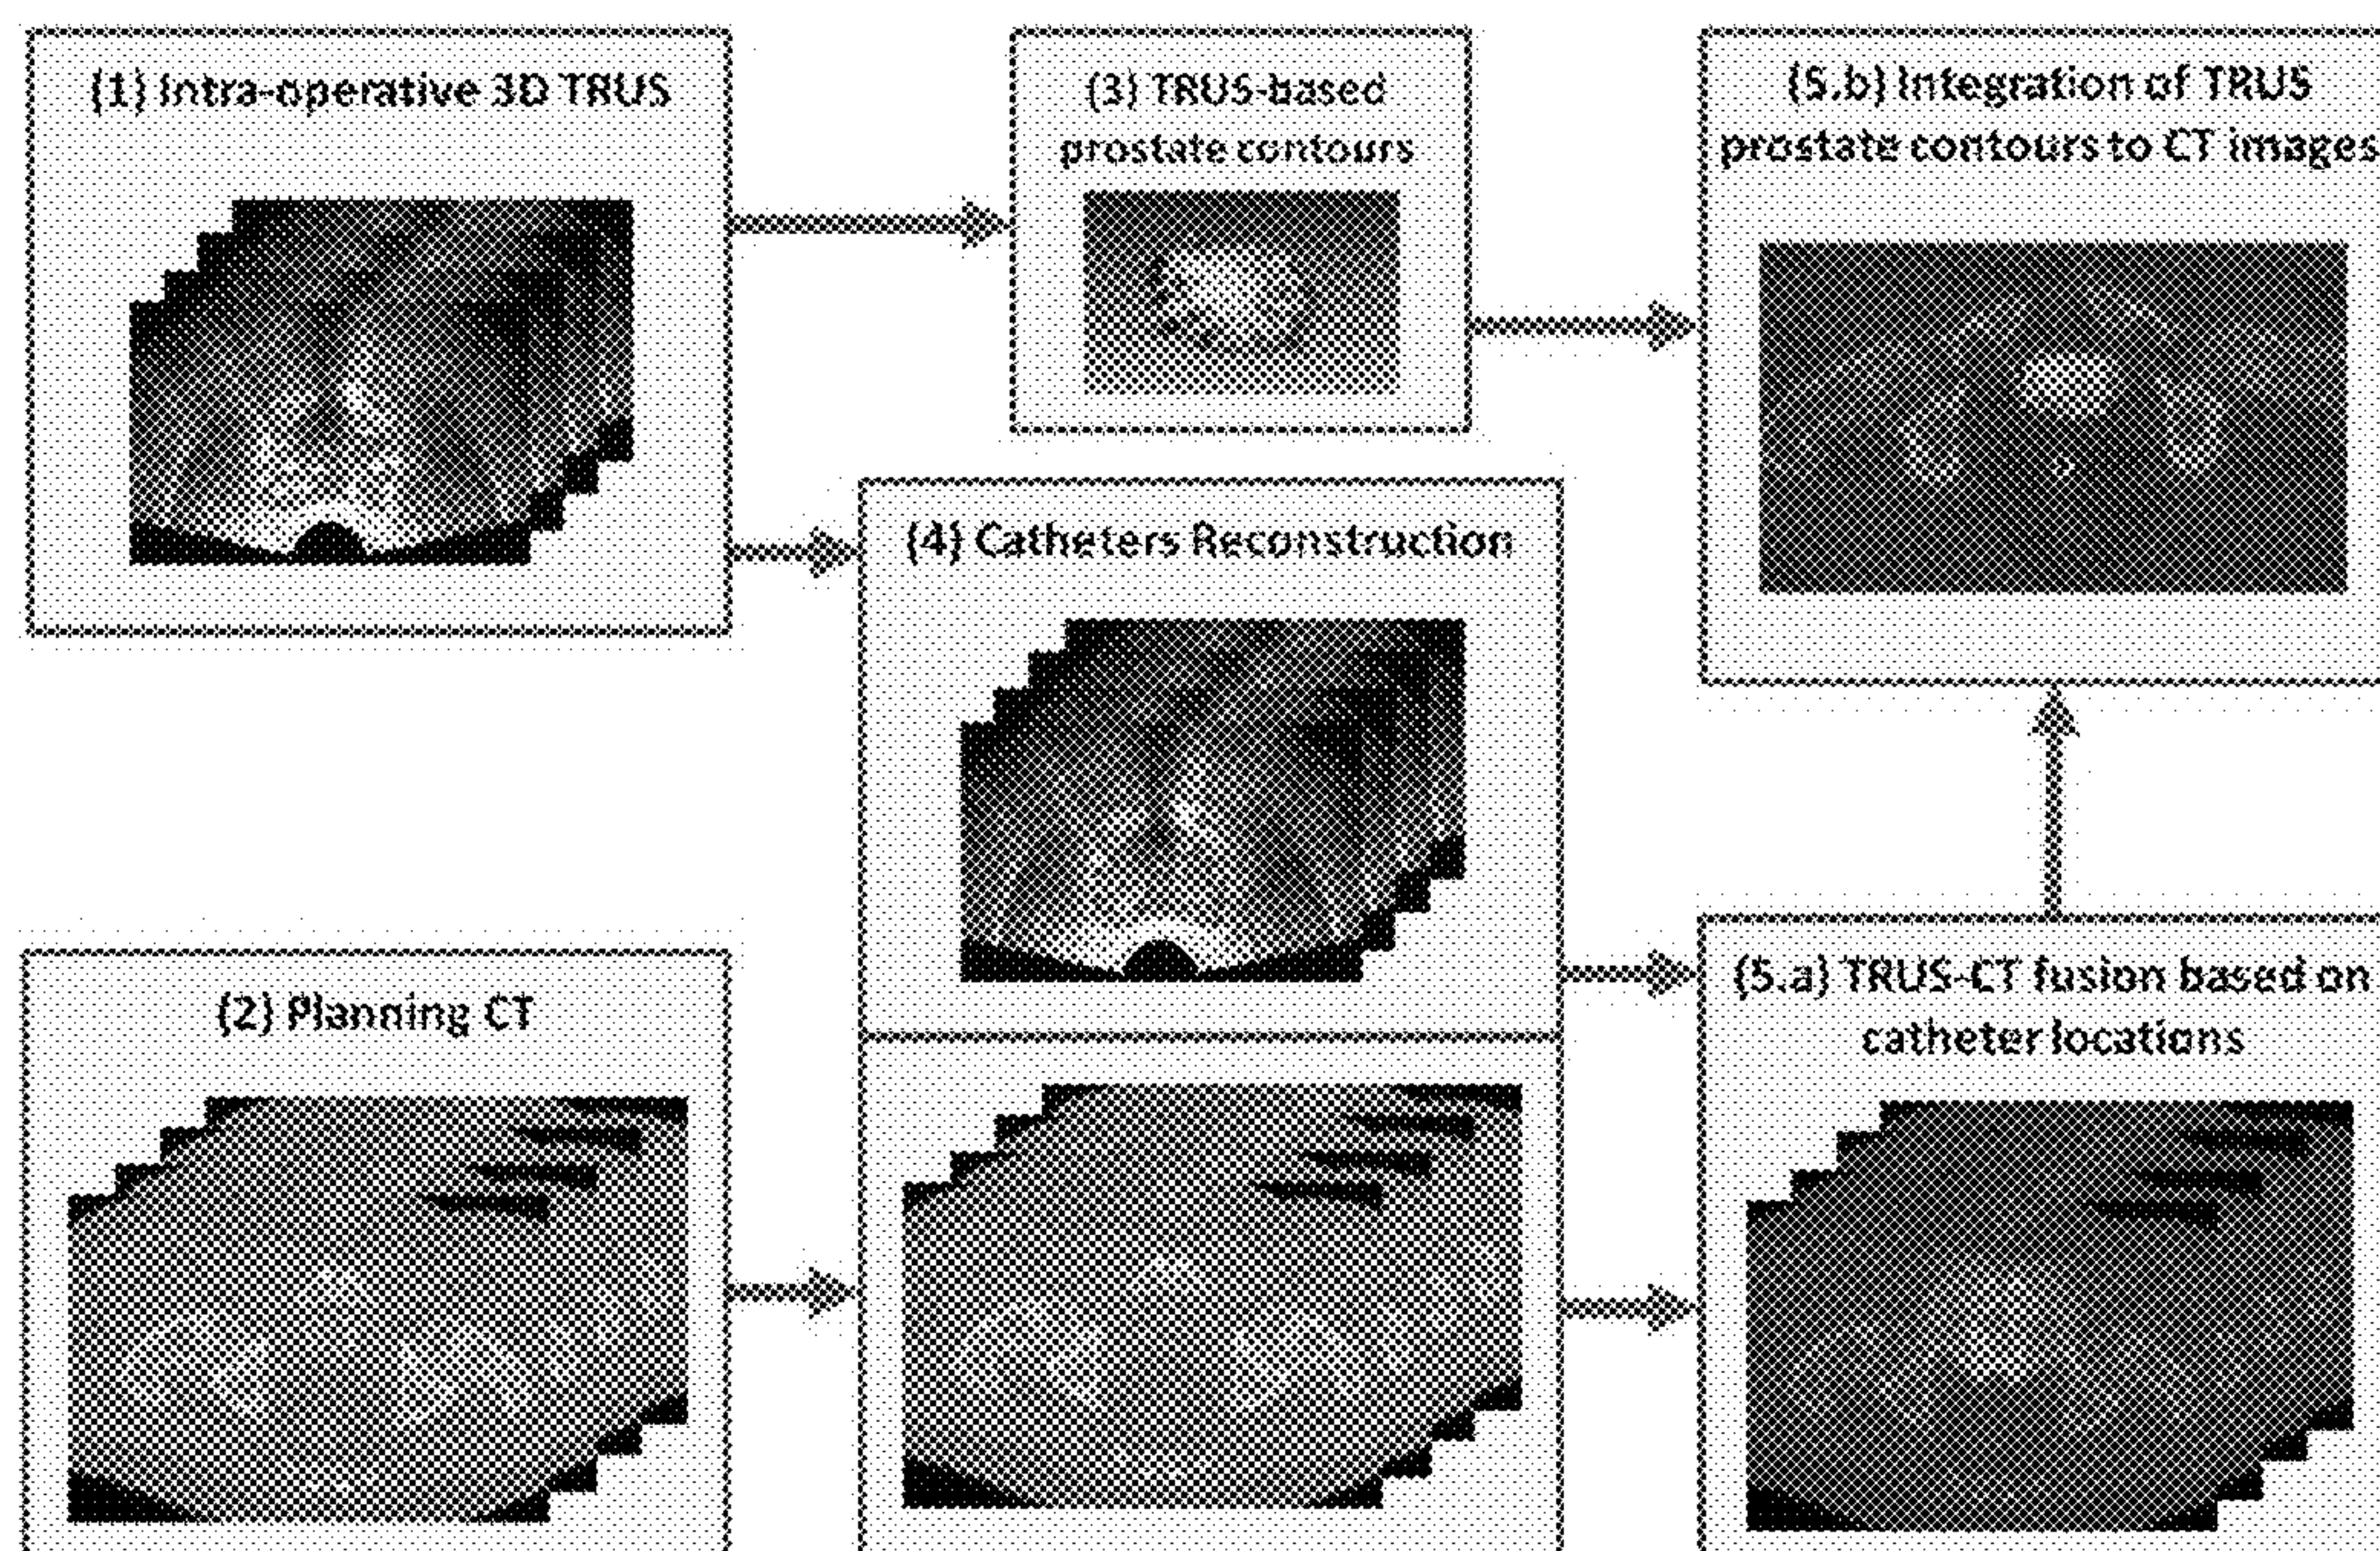 (1) Intra-operative 3D TRUS
(3) TRUS-based
prostate contours
(5.b) Integration of TRUS
prostate contours to CT images
(4) Catheters Reconstruction
(2) Planning CT
(5.a) TRUS-CT fusion based on
catheter locations